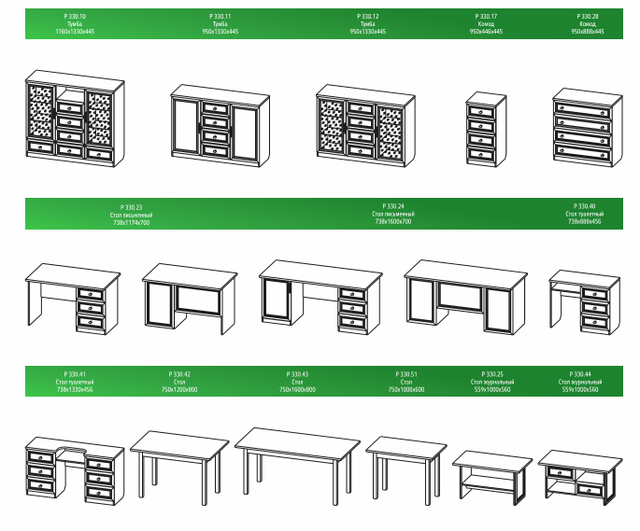 Р 330.10
Тумба
1160x1330x445
Р 330.11
Тумба
950x1330x445
Р 330.12
Тумба
950x1330x445
Р 330.17
Комод
950x446x445
Р 330.28
Комод
950x888x445
Р 330.23
Стол письменный
738x1174x700
Р 330.24
Стол письменный
738x1600x700
Р 330.40
Стол туалетный
738x888x456
Р 330.41
Стол туалетный
738x1330x456
Р 330.42
Стол
750x1200x800
Р 330.43
Стол
750x1600x800
Р 330.51
Стол
750x1000x600
Р 330.25
Стол журнальный
559x1000x560
Р 330.44
Стол журнальный
559x1000x560